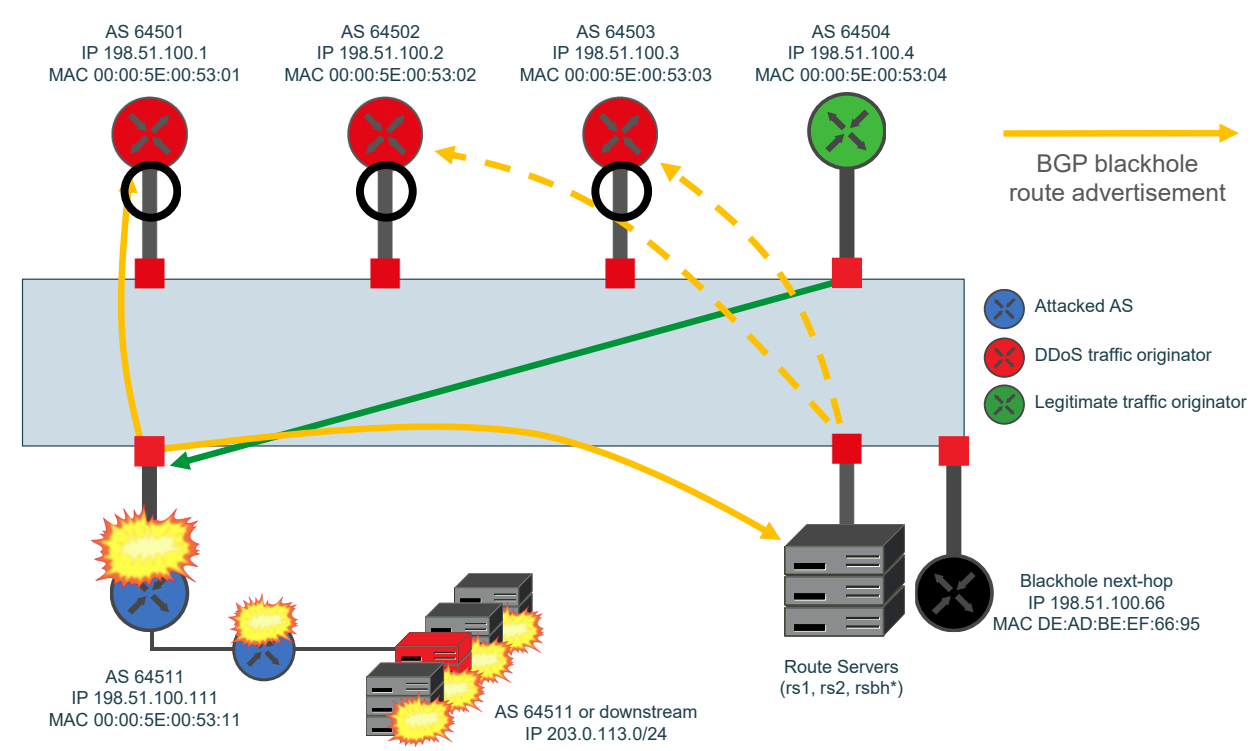 AS 64501
IP 198.51.100.1
MAC 00:00:5E:00:53:01
AS 64502
IP 198.51.100.2
MAC 00:00:5E:00:53:02
AS 64503
IP 198.51.100.3
MAC 00:00:5E:00:53:03
AS 64504
IP 198.51.100.4
MAC 00:00:5E:00:53:04
BGP blackhole
route advertisement
Attacked AS
DDoS traffic originator
Legitimate traffic originator
Blackhole next-hop
IP 198.51.100.66
MAC DE:AD:BE:EF:66:95
Route Servers
(rs1, rs2, rsbh*)
AS 64511
IP 198.51.100.111
MAC 00:00:5E:00:53:11
AS 64511 or downstream
IP 203.0.113.0/24